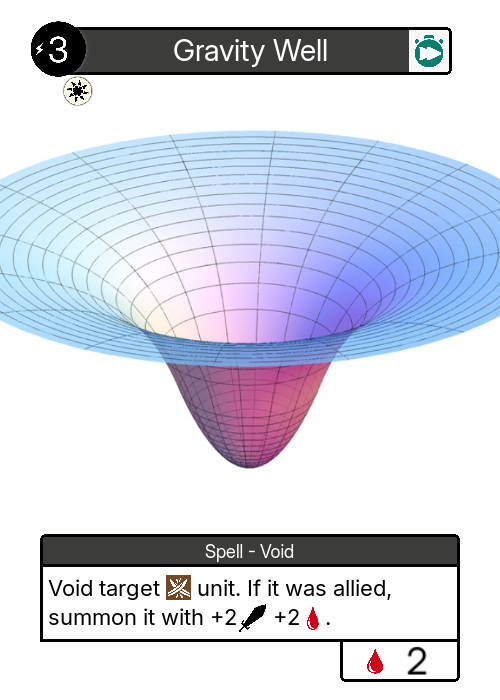 3 Gravity Well
Spell - Void
Void target unit. If it was allied,
summon it with +2 +2 .
2